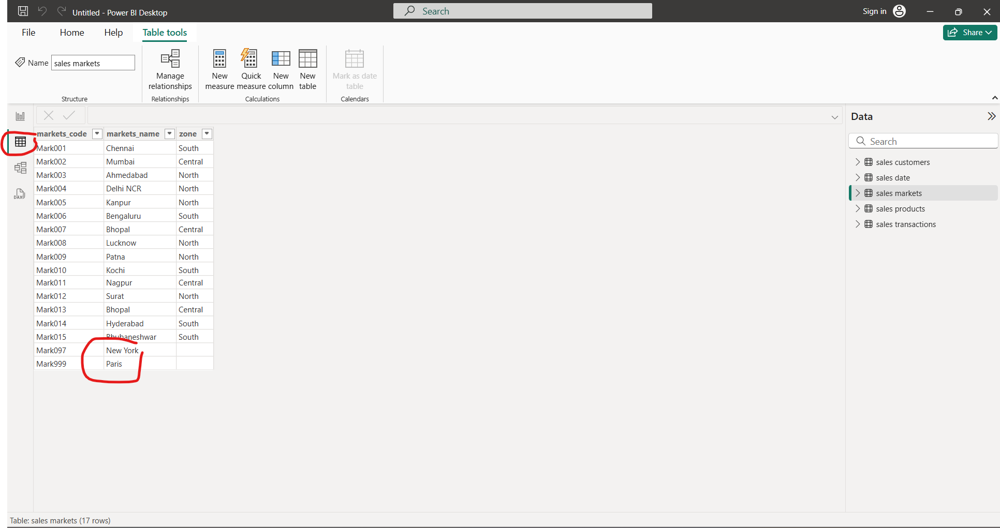 Untitled - Power BI Desktop
Search
Sign in
File Home Help Table tools
Share
Name sales markets
Manage relationships
New measure
Quick measure
New column
New table
Mark as date table
Structure Relationships Calculations Calendars
DAX
markets_code markets_name zone
Mark001 Chennai South
Mark002 Mumbai Central
Mark003 Ahmedabad North
Mark004 Delhi NCR North
Mark005 Kanpur North
Mark006 Bengaluru South
Mark007 Bhopal Central
Mark008 Lucknow North
Mark009 Patna North
Mark010 Kochi South
Mark011 Nagpur Central
Mark012 Surat North
Mark013 Bhopal Central
Mark014 Hyderabad South
Mark015 Bhubaneshwar South
Mark097 New York
Mark999 Paris
Data
Search
sales customers
sales date
sales markets
sales products
sales transactions
Table: sales markets (17 rows)